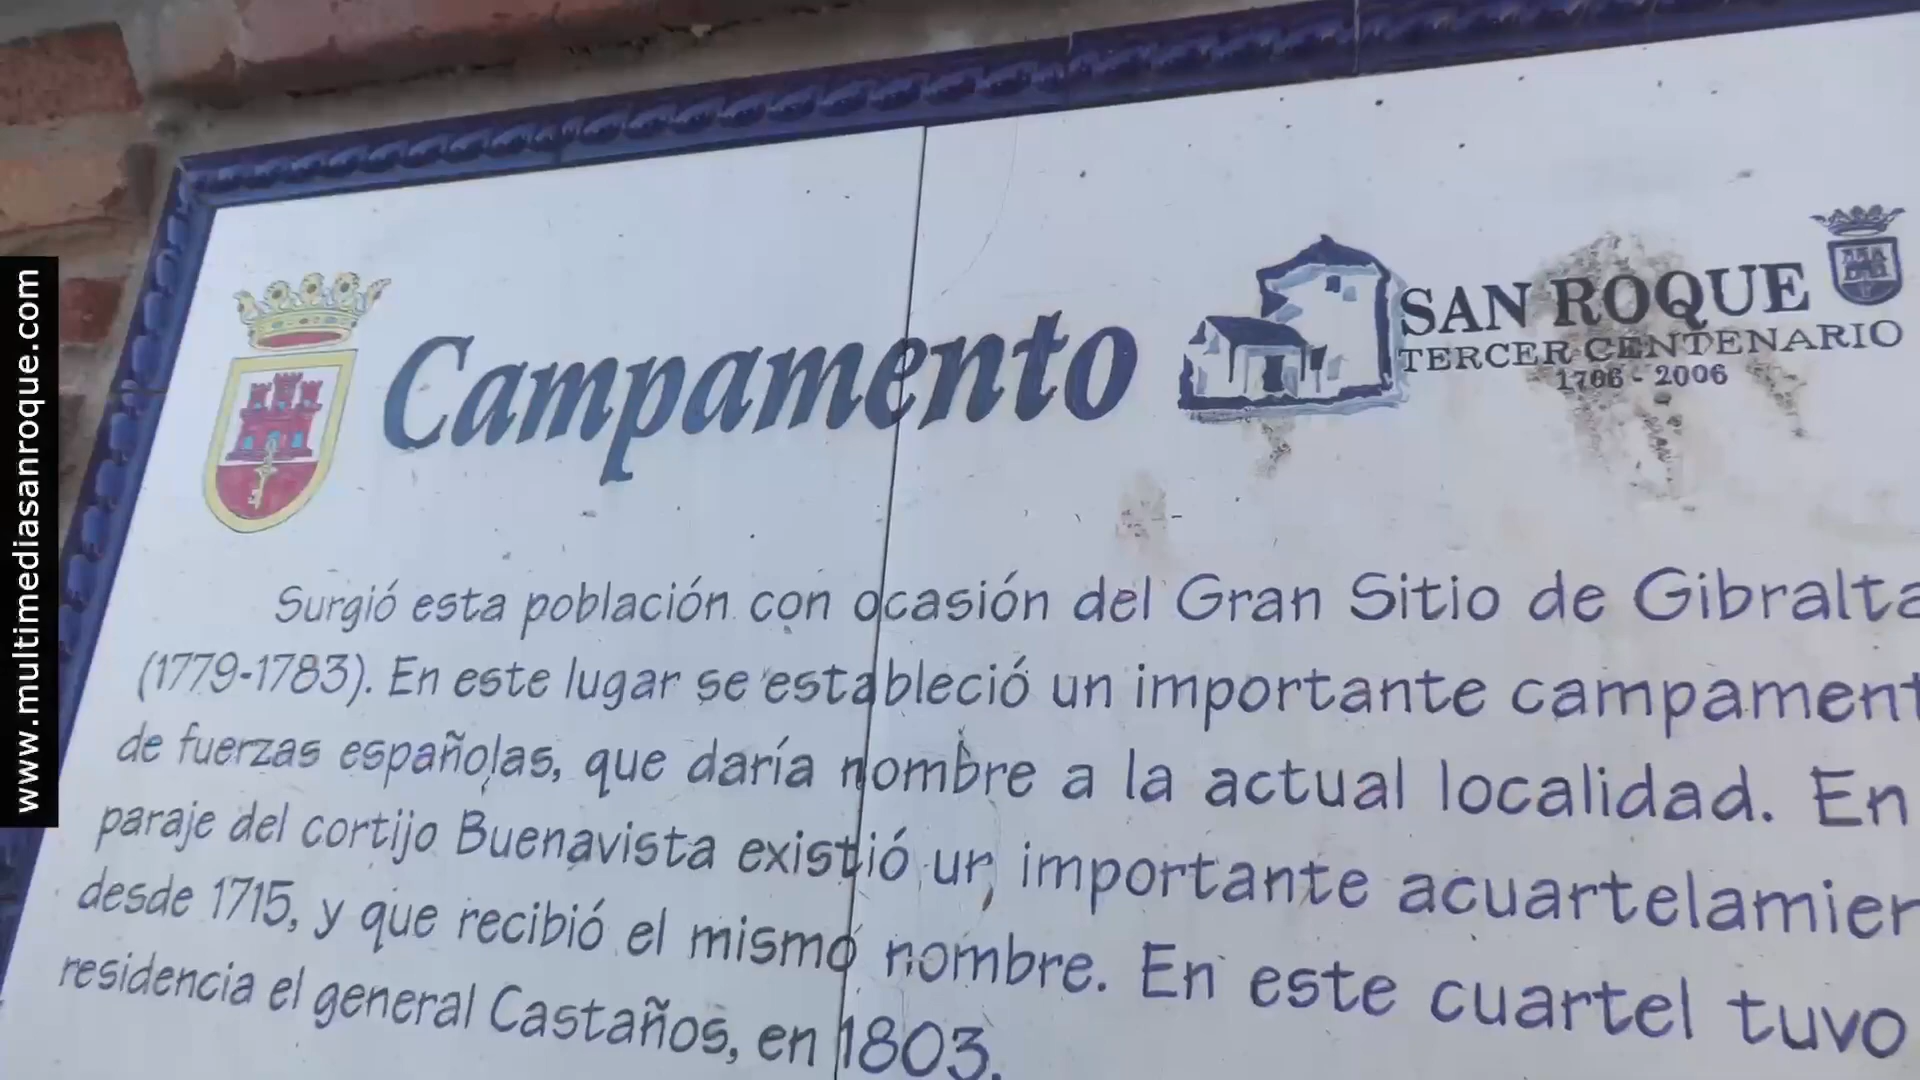 www.multimediasanroque.com
Campamento
SAN ROQUE
TERCER CENTENARIO
1706 - 2006
Surgió esta población con ocasión del Gran Sitio de Gibralta
(1779-1783). En este lugar se estableció un importante campament
de fuerzas españolas, que daría nombre a la actual localidad. En
paraje del cortijo Buenavista existió un importante acuartelamien
desde 1715, y que recibió el mismo nombre. En este cuartel tuvo
residencia el general Castaños, en 1803.